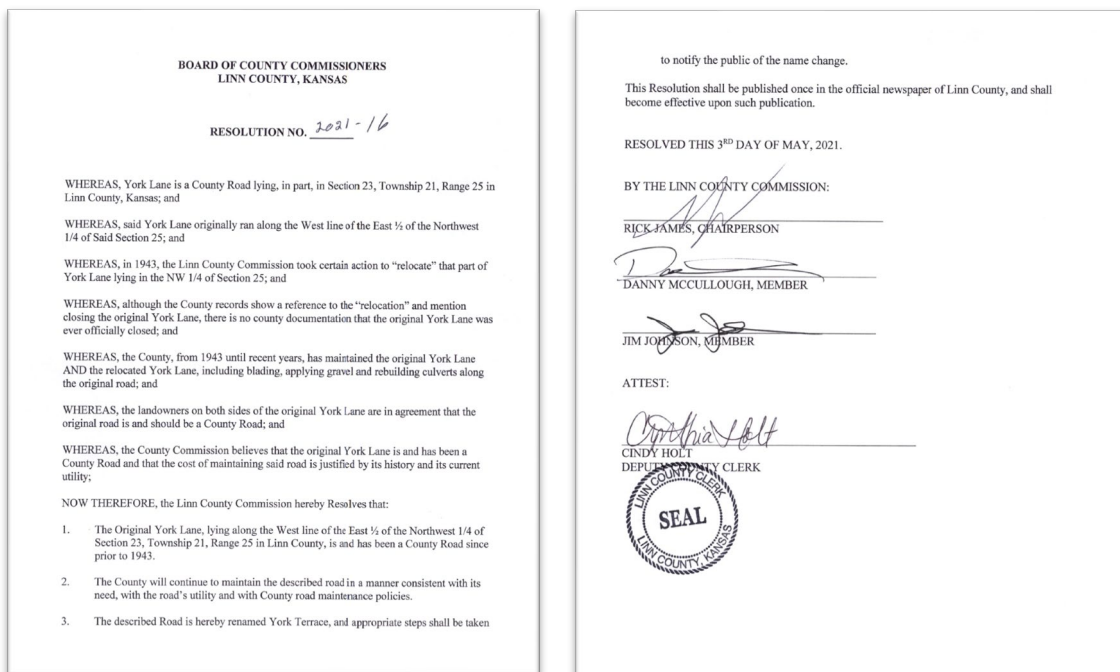 BOARD OF COUNTY COMMISSIONERS
LINN COUNTY, KANSAS
RESOLUTION NO. 2021-16
WHEREAS, York Lane is a County Road lying, in part, in Section 23, Township 21, Range 25 in
Linn County, Kansas; and
WHEREAS, said York Lane originally ran along the West line of the East ½ of the Northwest
1/4 of Said Section 25; and
WHEREAS, in 1943, the Linn County Commission took certain action to “relocate” that part of
York Lane lying in the NW 1/4 of Section 25; and
WHEREAS, although the County records show a reference to the “relocation” and mention
closing the original York Lane, there is no county documentation that the original York Lane was
ever officially closed; and
WHEREAS, the County, from 1943 until recent years, has maintained the original York Lane
AND the relocated York Lane, including blading, applying gravel and rebuilding culverts along
the original road; and
WHEREAS, the landowners on both sides of the original York Lane are in agreement that the
original road is and should be a County Road; and
WHEREAS, the County Commission believes that the original York Lane is and has been a
County Road and that the cost of maintaining said road is justified by its history and its current
utility;
NOW THEREFORE, the Linn County Commission hereby Resolves that:
1. The Original York Lane, lying along the West line of the East ½ of the Northwest 1/4 of
Section 23, Township 21, Range 25 in Linn County, is and has been a County Road since
prior to 1943.
2. The County will continue to maintain the described road in a manner consistent with its
need, with the road’s utility and with County road maintenance policies.
3. The described Road is hereby renamed York Terrace, and appropriate steps shall be taken
to notify the public of the name change.
This Resolution shall be published once in the official newspaper of Linn County, and shall
become effective upon such publication.
RESOLVED THIS 3RD DAY OF MAY, 2021.
BY THE LINN COUNTY COMMISSION:
RICK JAMES, CHAIRPERSON
DANNY MCCULLOUGH, MEMBER
JIM JOHNSON, MEMBER
ATTEST:
Cynthia Holt
CINDY HOLT
DEPUTY COUNTY CLERK
LINN COUNTY CLERK
SEAL
LINN COUNTY, KANSAS